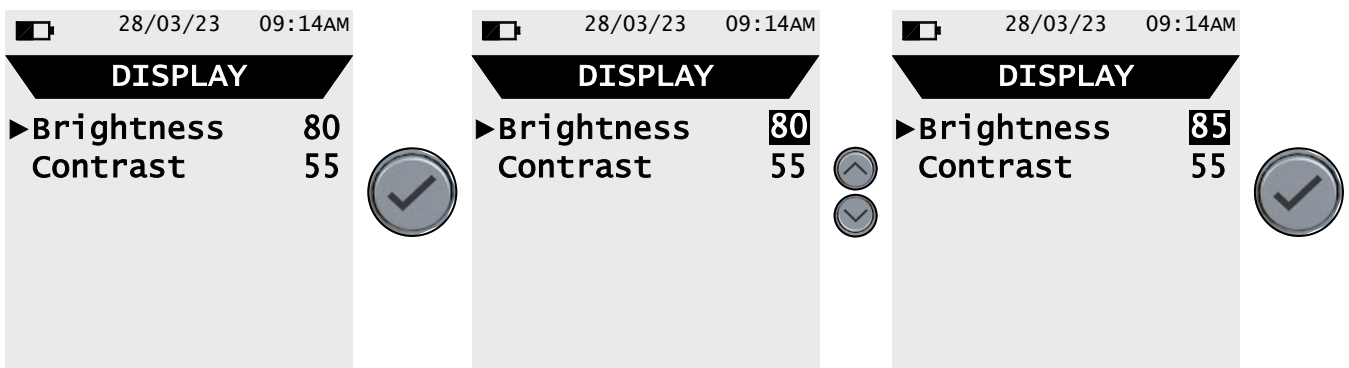 28/03/23 09:14AM
DISPLAY
▶Brightness 80
Contrast 55
28/03/23 09:14AM
DISPLAY
▶Brightness 80
Contrast 55
28/03/23 09:14AM
DISPLAY
▶Brightness 85
Contrast 55